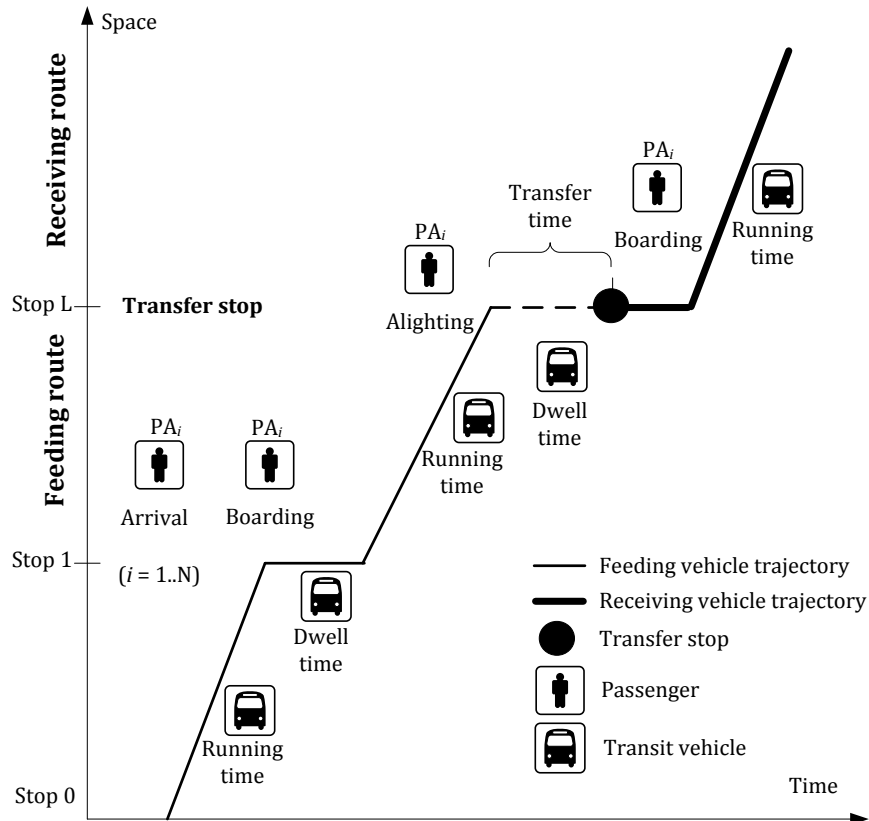 Space
Receiving route
PAi
Transfer
time
Boarding
Running
time
PAi
Alighting
Stop L
Transfer stop
Dwell
time
Feeding route
Running
time
PAi
PAi
Arrival
Boarding
Stop 1
(i = 1..N)
Dwell
time
Feeding vehicle trajectory
Receiving vehicle trajectory
Transfer stop
Passenger
Transit vehicle
Running
time
Stop 0
Time